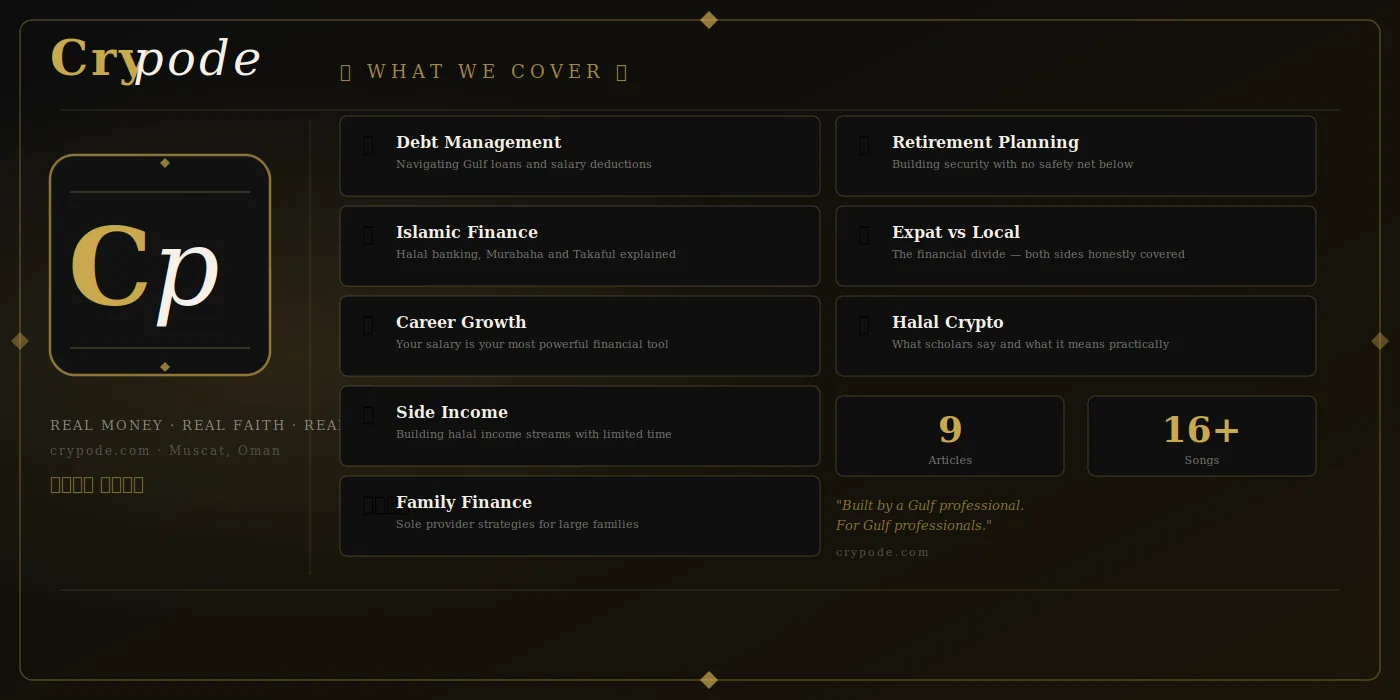 Crypode
WHAT WE COVER
Cp
REAL MONEY · REAL FAITH · REAL
crypode.com · Muscat, Oman
Debt Management
Navigating Gulf loans and salary deductions
Islamic Finance
Halal banking, Murabaha and Takaful explained
Career Growth
Your salary is your most powerful financial tool
Side Income
Building halal income streams with limited time
Family Finance
Sole provider strategies for large families
Retirement Planning
Building security with no safety net below
Expat vs Local
The financial divide — both sides honestly covered
Halal Crypto
What scholars say and what it means practically
9
Articles
16+
Songs
"Built by a Gulf professional.
For Gulf professionals."
crypode.com